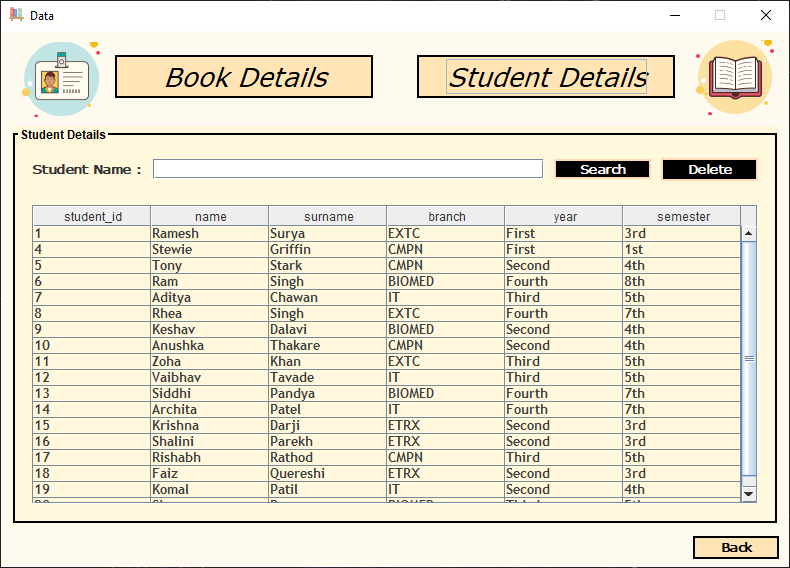 Data
Book Details
Student Details
Student Details
Student Name :
Search
Delete
student_id name surname branch year semester
1 Ramesh Surya EXTC First 3rd
4 Stewie Griffin CMPN First 1st
5 Tony Stark CMPN Second 4th
6 Ram Singh BIOMED Fourth 8th
7 Aditya Chawan IT Third 5th
8 Rhea Singh EXTC Fourth 7th
9 Keshav Dalavi BIOMED Second 4th
10 Anushka Thakare CMPN Second 4th
11 Zoha Khan EXTC Third 5th
12 Vaibhav Tavade IT Third 5th
13 Siddhi Pandya BIOMED Fourth 7th
14 Archita Patel IT Fourth 7th
15 Krishna Darji ETRX Second 3rd
16 Shalini Parekh ETRX Second 3rd
17 Rishabh Rathod CMPN Third 5th
18 Faiz Quereshi ETRX Second 3rd
19 Komal Patil IT Second 4th
Back